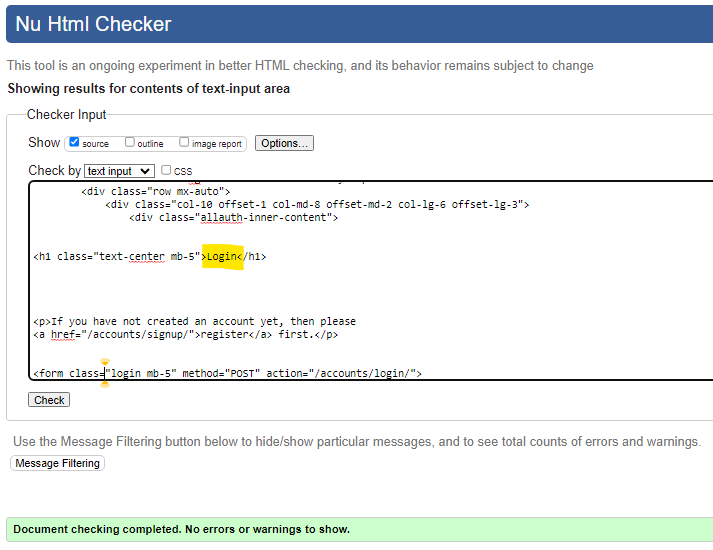 Nu Html Checker
This tool is an ongoing experiment in better HTML checking, and its behavior remains subject to change
Showing results for contents of text-input area
Checker Input
Show source outline image report Options...
Check by text input css
<div class="row mx-auto">
<div class="col-10 offset-1 col-md-8 offset-md-2 col-lg-6 offset-lg-3">
<div class="allauth-inner-content">
<h1 class="text-center mb-5">Login</h1>
<p>If you have not created an account yet, then please
<a href="/accounts/signup/">register</a> first.</p>
<form class="login mb-5" method="POST" action="/accounts/login/">
Check
Use the Message Filtering button below to hide/show particular messages, and to see total counts of errors and warnings.
Message Filtering
Document checking completed. No errors or warnings to show.